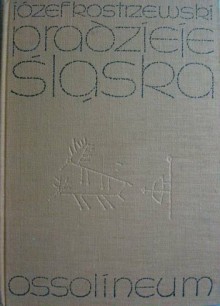 józef kostrzewski
pradzieje
śląska
ossolineum